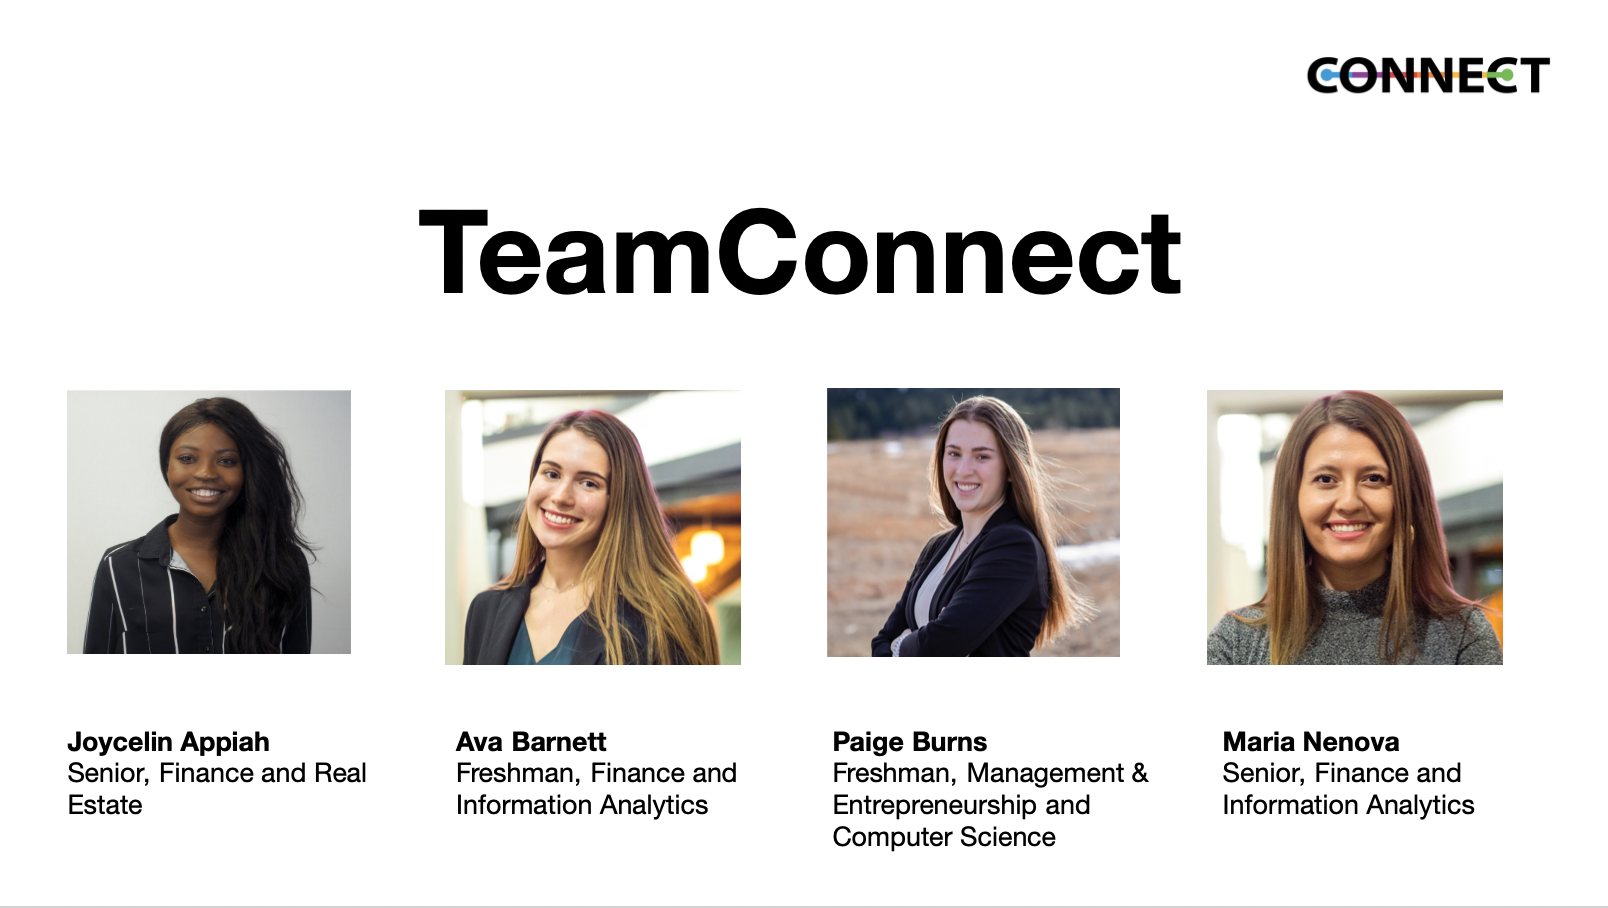 CONNECT
TeamConnect
Joycelin Appiah
Senior, Finance and Real
Estate
Ava Barnett
Freshman, Finance and
Information Analytics
Paige Burns
Freshman, Management &
Entrepreneurship and
Computer Science
Maria Nenova
Senior, Finance and
Information Analytics